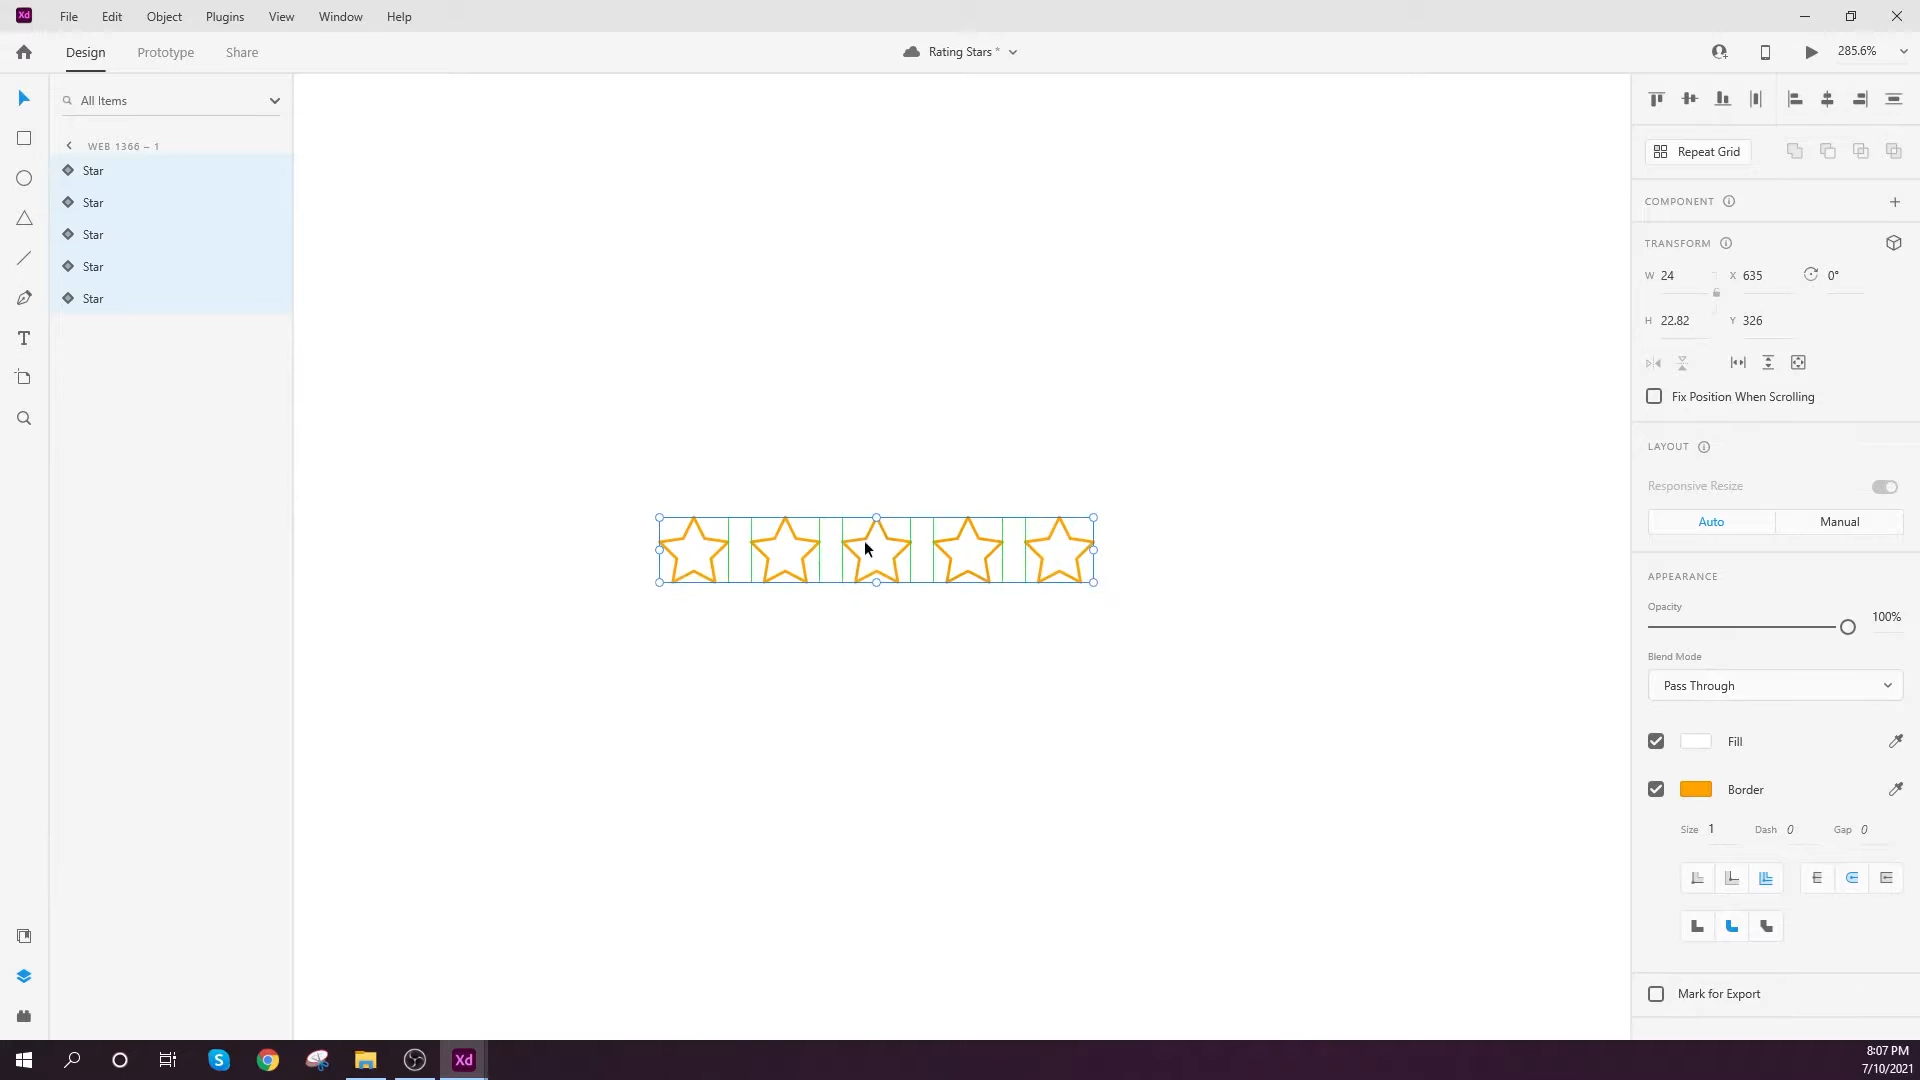 Xd File Edit Object Plugins View Window Help
Design Prototype Share Rating Stars * 285.6%
All Items
WEB 1366 – 1
Star
Star
Star
Star
Star
Repeat Grid
COMPONENT
TRANSFORM
W 24 X 635 0°
H 22.82 Y 326
Fix Position When Scrolling
LAYOUT
Responsive Resize
Auto Manual
APPEARANCE
Opacity
100%
Blend Mode
Pass Through
Fill
Border
Size 1 Dash 0 Gap 0
Mark for Export
S Xd
8:07 PM
7/10/2021